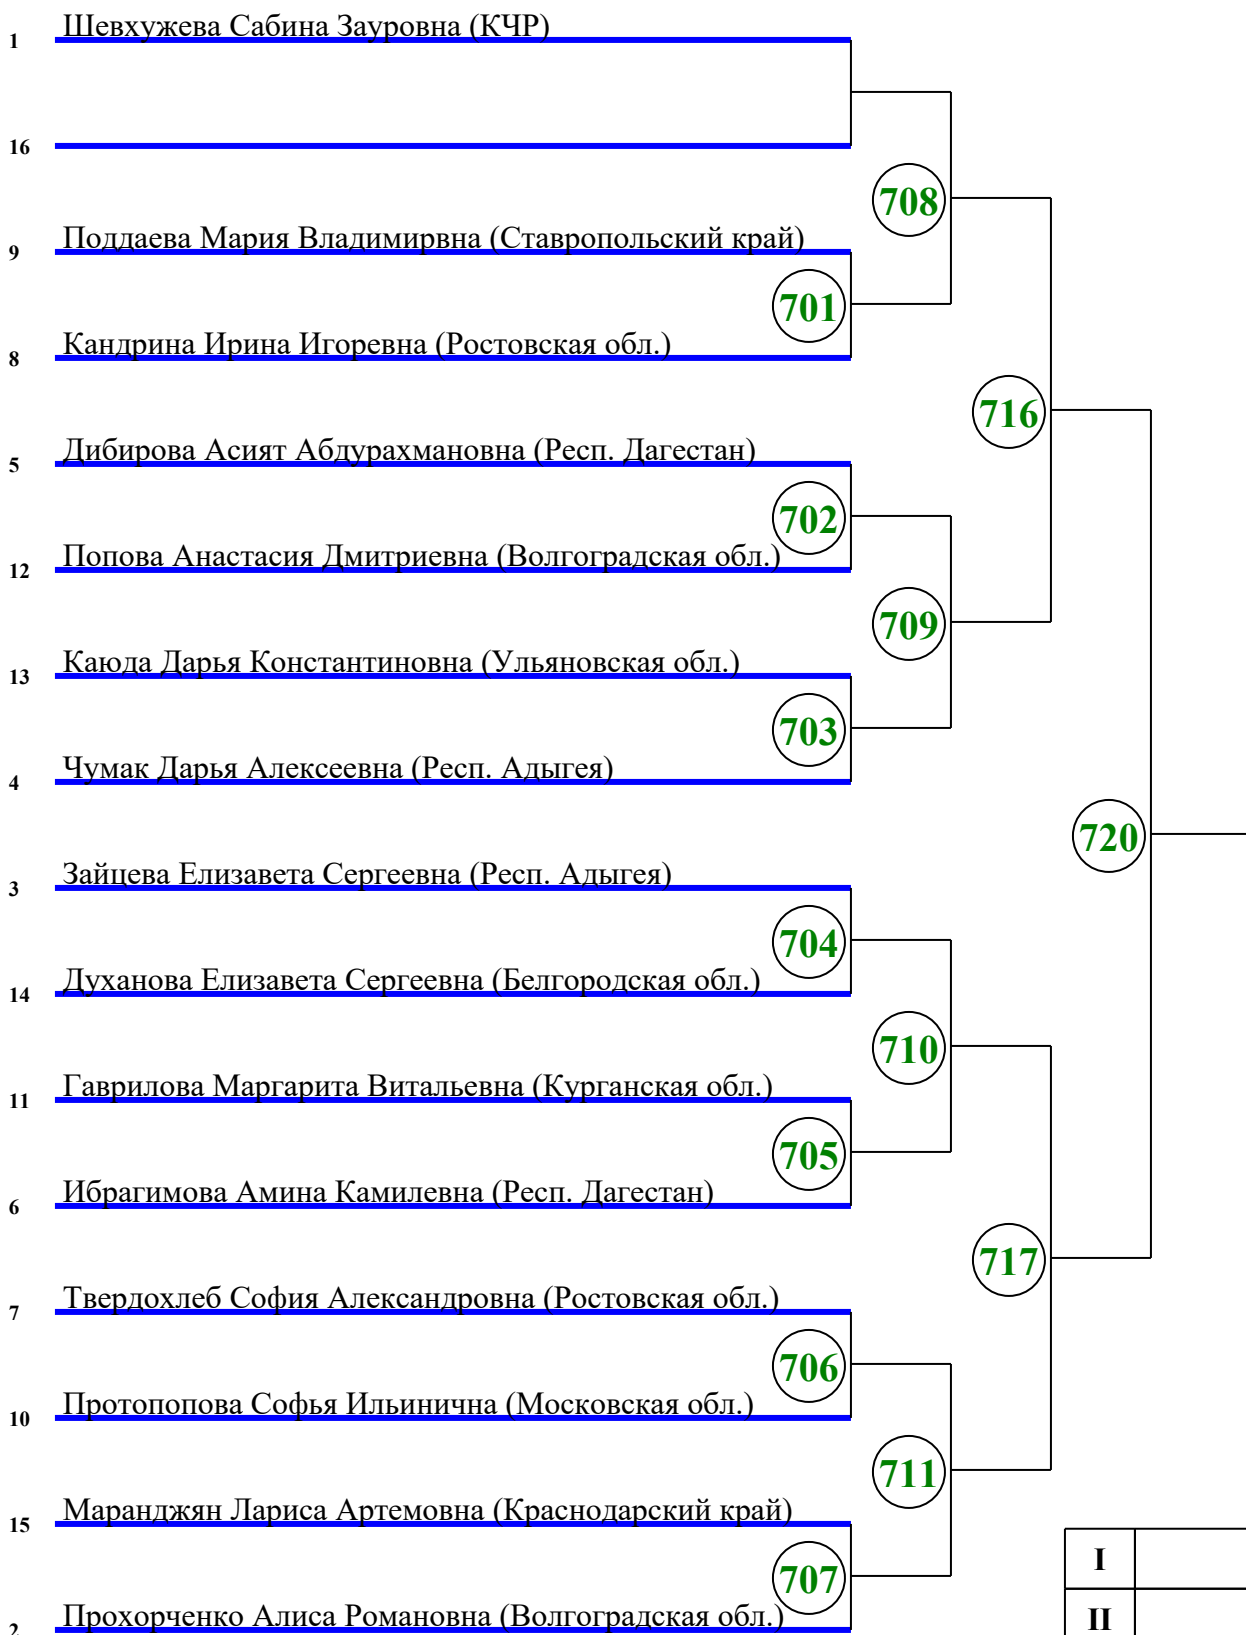 1 Шевхужева Сабина Зауровна (КЧР)
16
708
9 Поддаева Мария Владимирвна (Ставропольский край)
701
8 Кандрина Ирина Игоревна (Ростовская обл.)
716
5 Дибирова Асият Абдурахмановна (Респ. Дагестан)
702
12 Попова Анастасия Дмитриевна (Волгоградская обл.)
709
13 Каюда Дарья Константиновна (Ульяновская обл.)
703
4 Чумак Дарья Алексеевна (Респ. Адыгея)
720
3 Зайцева Елизавета Сергеевна (Респ. Адыгея)
704
14 Духанова Елизавета Сергеевна (Белгородская обл.)
710
11 Гаврилова Маргарита Витальевна (Курганская обл.)
705
6 Ибрагимова Амина Камилевна (Респ. Дагестан)
717
7 Твердохлеб София Александровна (Ростовская обл.)
706
10 Протопопова Софья Ильинична (Московская обл.)
711
15 Маранджян Лариса Артемовна (Краснодарский край)
I
707
2 Прохорченко Алиса Романовна (Волгоградская обл.)
II